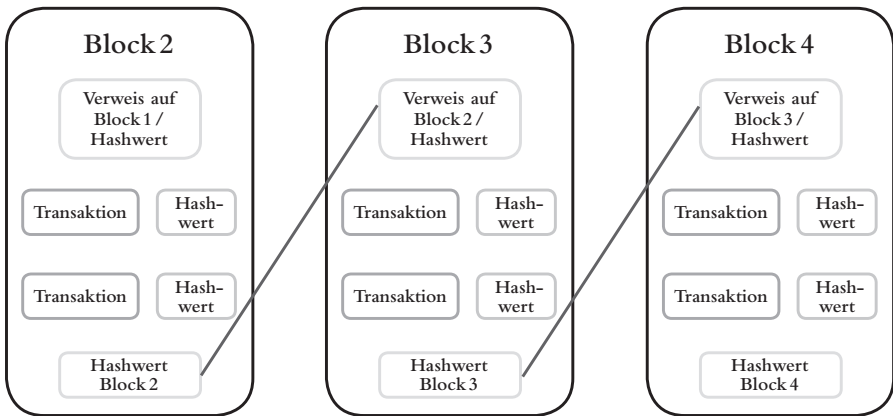 Block 2
Verweis auf
Block 1 /
Hashwert
Transaktion
Hash-
wert
Transaktion
Hash-
wert
Hashwert
Block 2
Block 3
Verweis auf
Block 2 /
Hashwert
Transaktion
Hash-
wert
Transaktion
Hash-
wert
Hashwert
Block 3
Block 4
Verweis auf
Block 3 /
Hashwert
Transaktion
Hash-
wert
Transaktion
Hash-
wert
Hashwert
Block 4